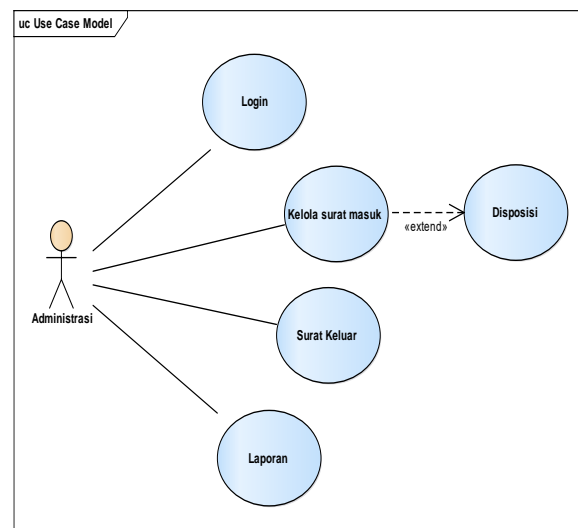 uc Use Case Model
Login
Kelola surat masuk
«extend»
Disposisi
Administrasi
Surat Keluar
Laporan